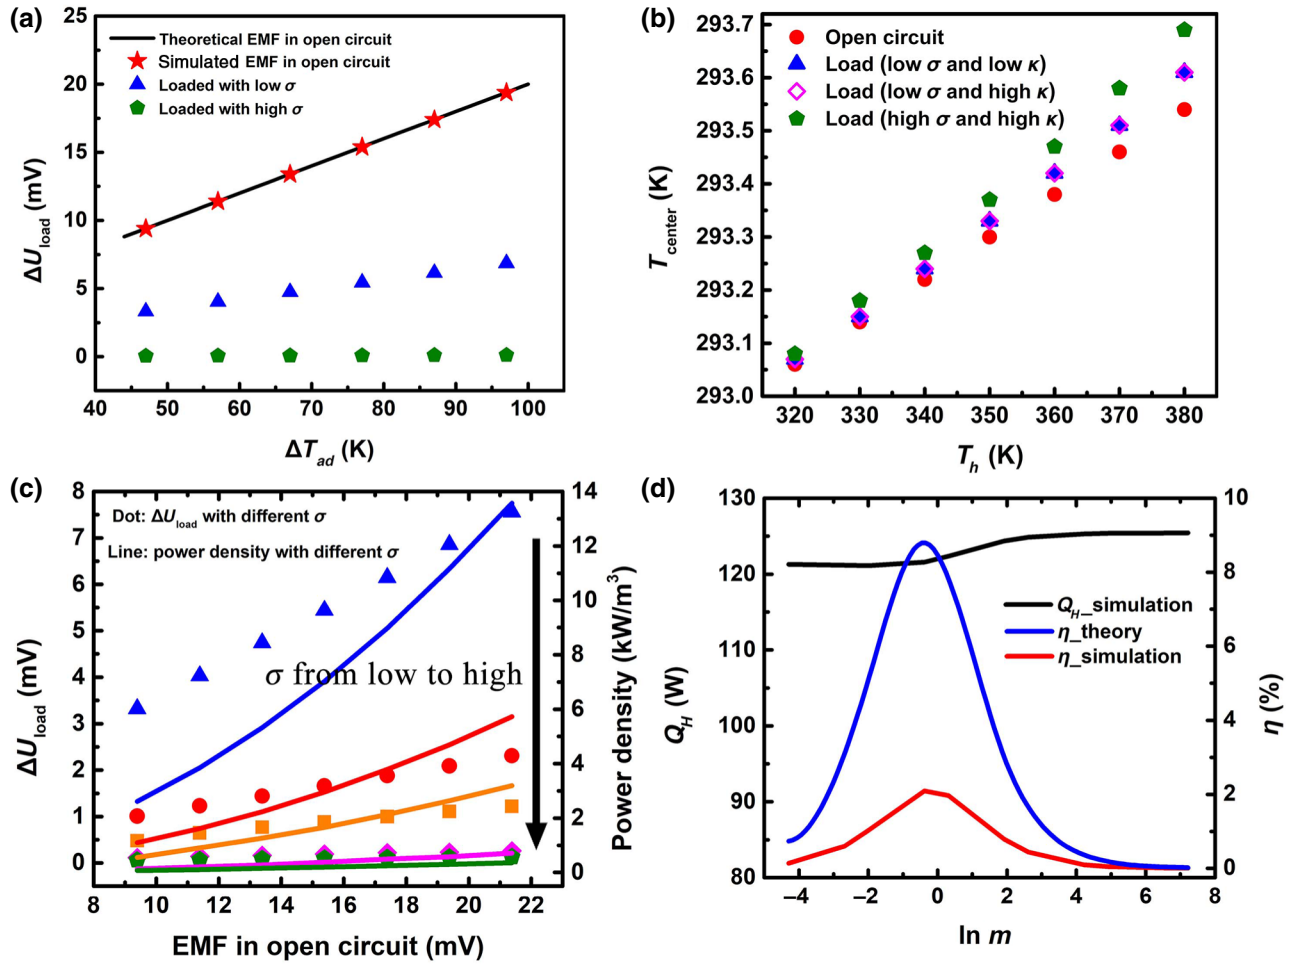 (a)
25
20
15
10
5
0
ΔU_load (mV)
Theoretical EMF in open circuit
Simulated EMF in open circuit
Loaded with low σ
Loaded with high σ
40 50 60 70 80 90 100
ΔT_ad (K)
(b)
293.7
293.6
293.5
293.4
293.3
293.2
293.1
293.0
T_center (K)
Open circuit
Load (low σ and low κ)
Load (low σ and high κ)
Load (high σ and high κ)
320 330 340 350 360 370 380
T_h (K)
(c)
8
7
6
5
4
3
2
1
0
ΔU_load (mV)
Dot: ΔU_load with different σ
Line: power density with different σ
σ from low to high
14
12
10
8
6
4
2
0
Power density (kW/m³)
8 10 12 14 16 18 20 22
EMF in open circuit (mV)
(d)
130
120
110
100
90
80
Q_H (W)
Q_H_simulation
η_theory
η_simulation
10
8
6
4
2
0
η (%)
–4 –2 0 2 4 6 8
ln m